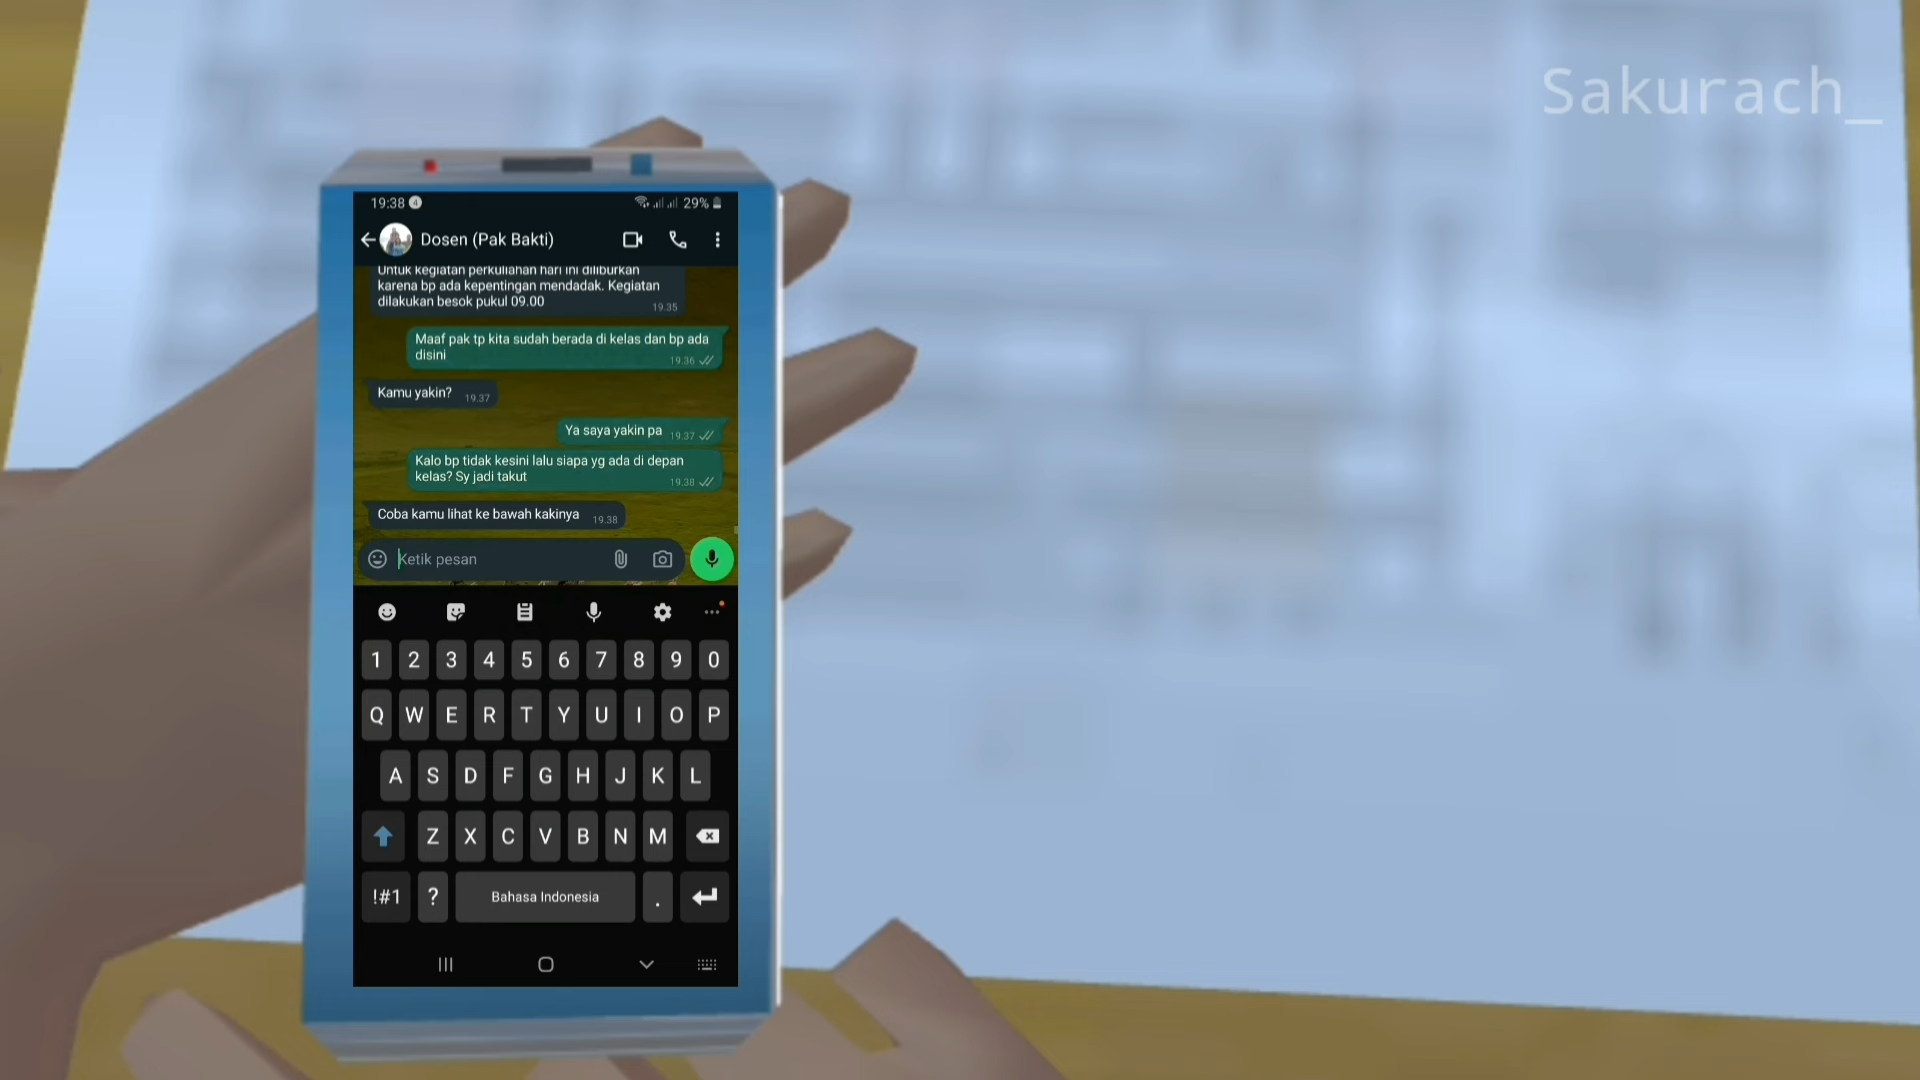 Sakurach_
19:38 4 29%
Dosen (Pak Bakti)
Untuk kegiatan perkuliahan hari ini diliburkan
karena bp ada kepentingan mendadak. Kegiatan
dilakukan besok pukul 09.00
19.35
Maaf pak tp kita sudah berada di kelas dan bp ada
disini
19.36
Kamu yakin? 19.37
Ya saya yakin pa 19.37
Kalo bp tidak kesini lalu siapa yg ada di depan
kelas? Sy jadi takut
19.38
Coba kamu lihat ke bawah kakinya 19.38
Ketik pesan
1 2 3 4 5 6 7 8 9 0
Q W E R T Y U I O P
A S D F G H J K L
Z X C V B N M
!#1 ? Bahasa Indonesia .